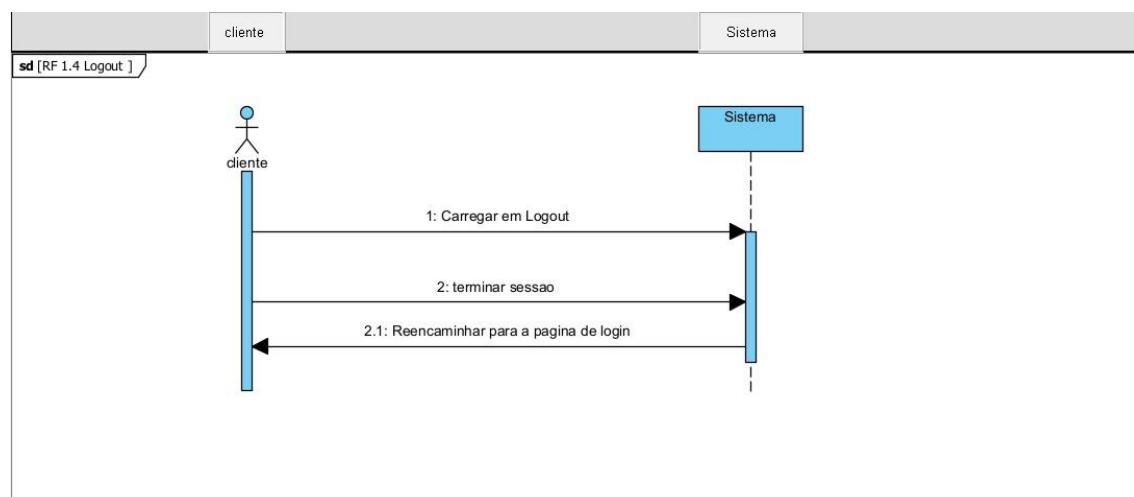 cliente
Sistema
sd [RF 1.4 Logout ]
Sistema
cliente
1: Carregar em Logout
2: terminar sessao
2.1: Reencaminhar para a pagina de login